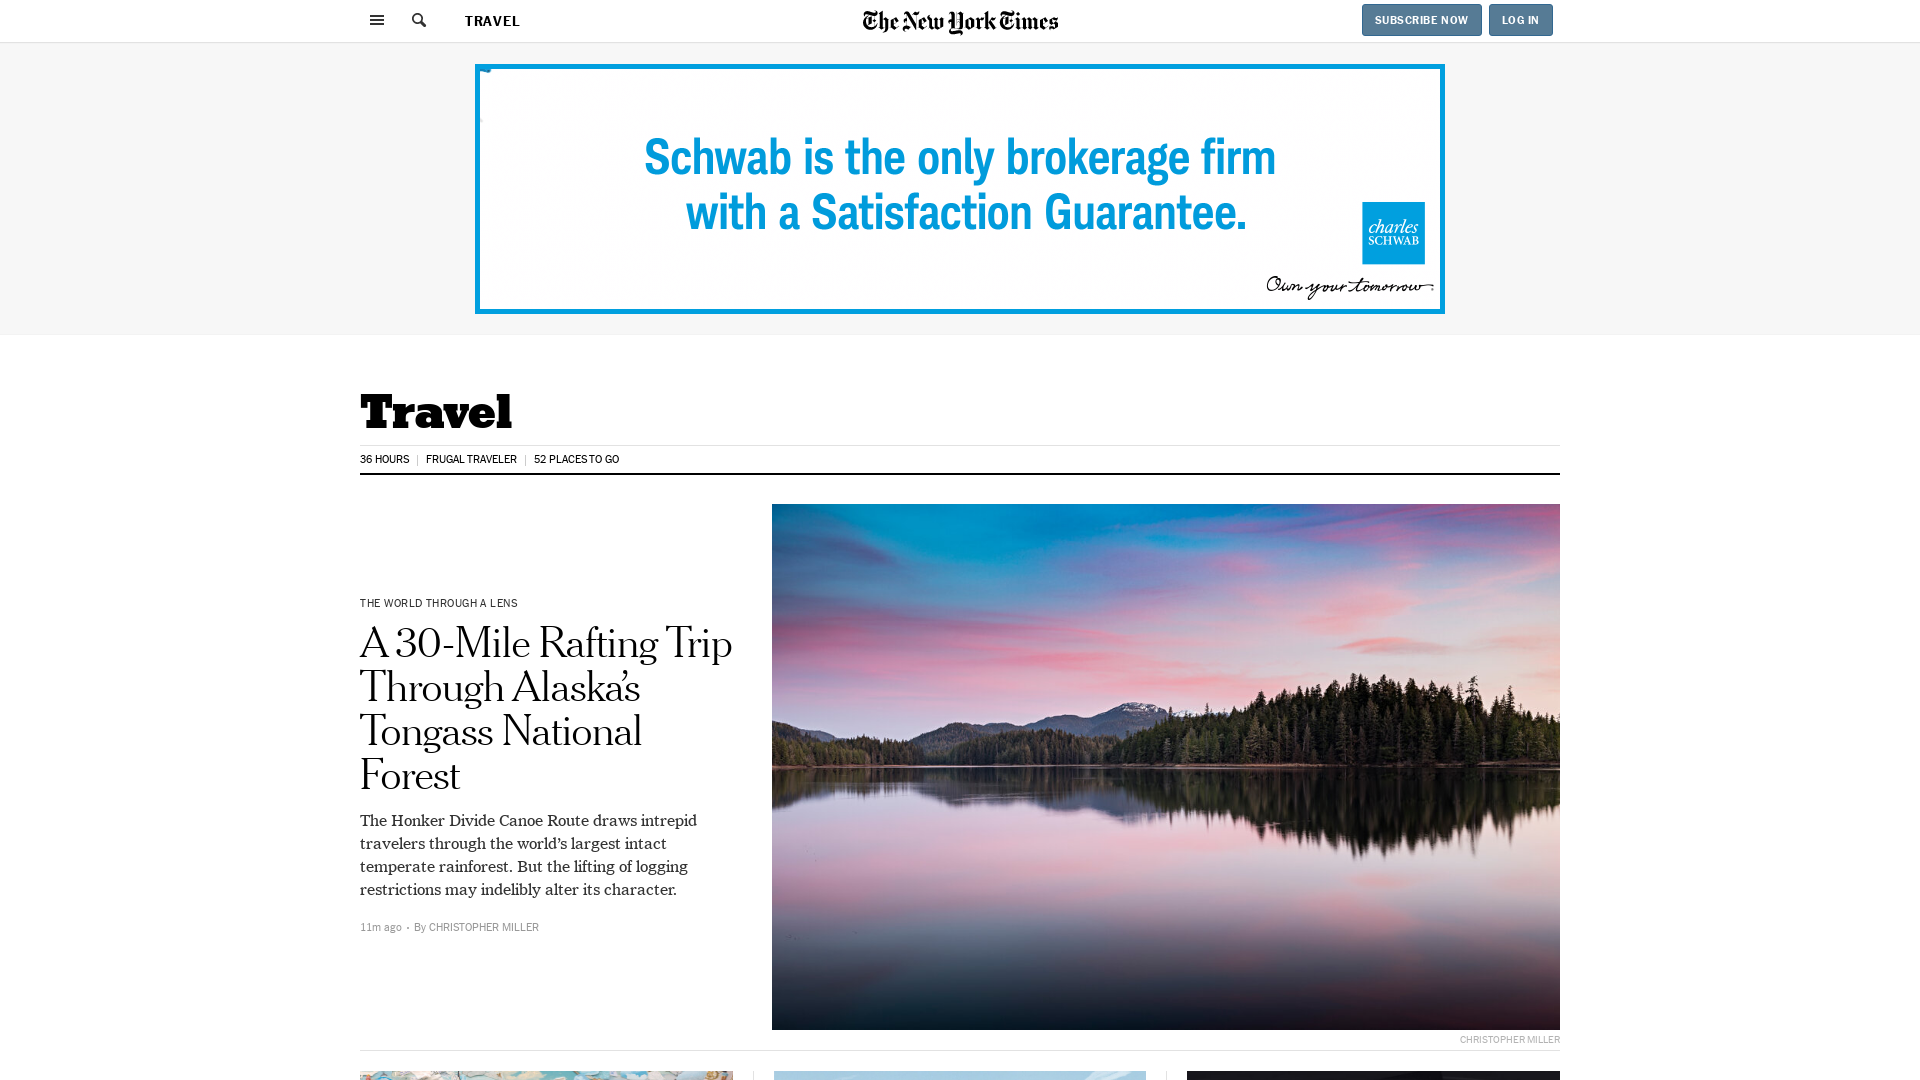 TRAVEL
The New York Times
SUBSCRIBE NOW
LOG IN
Schwab is the only brokerage firm
with a Satisfaction Guarantee.
charles
SCHWAB
Own your tomorrow.
Travel
36 HOURS
FRUGAL TRAVELER
52 PLACES TO GO
THE WORLD THROUGH A LENS
A 30-Mile Rafting Trip
Through Alaska’s
Tongass National
Forest
The Honker Divide Canoe Route draws intrepid
travelers through the world’s largest intact
temperate rainforest. But the lifting of logging
restrictions may indelibly alter its character.
11m ago • By CHRISTOPHER MILLER
CHRISTOPHER MILLER